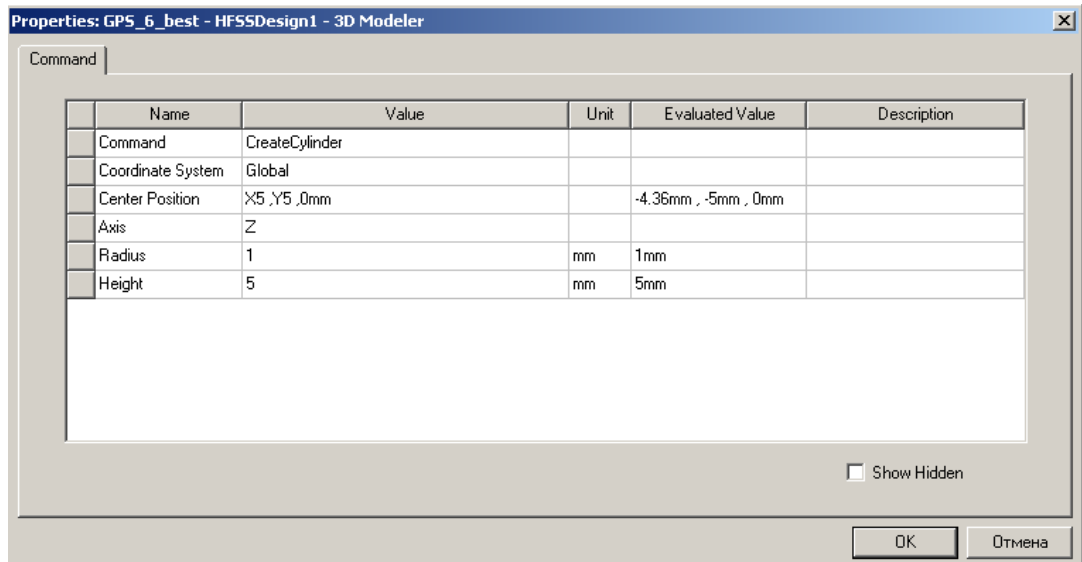 Properties: GPS_6_best - HFSSDesign1 - 3D Modeler
Command
Name Value Unit Evaluated Value Description
Command CreateCylinder
Coordinate System Global
Center Position X5 ,Y5 ,0mm -4.36mm , -5mm , 0mm
Axis Z
Radius 1 mm 1mm
Height 5 mm 5mm
Show Hidden
OK Отмена